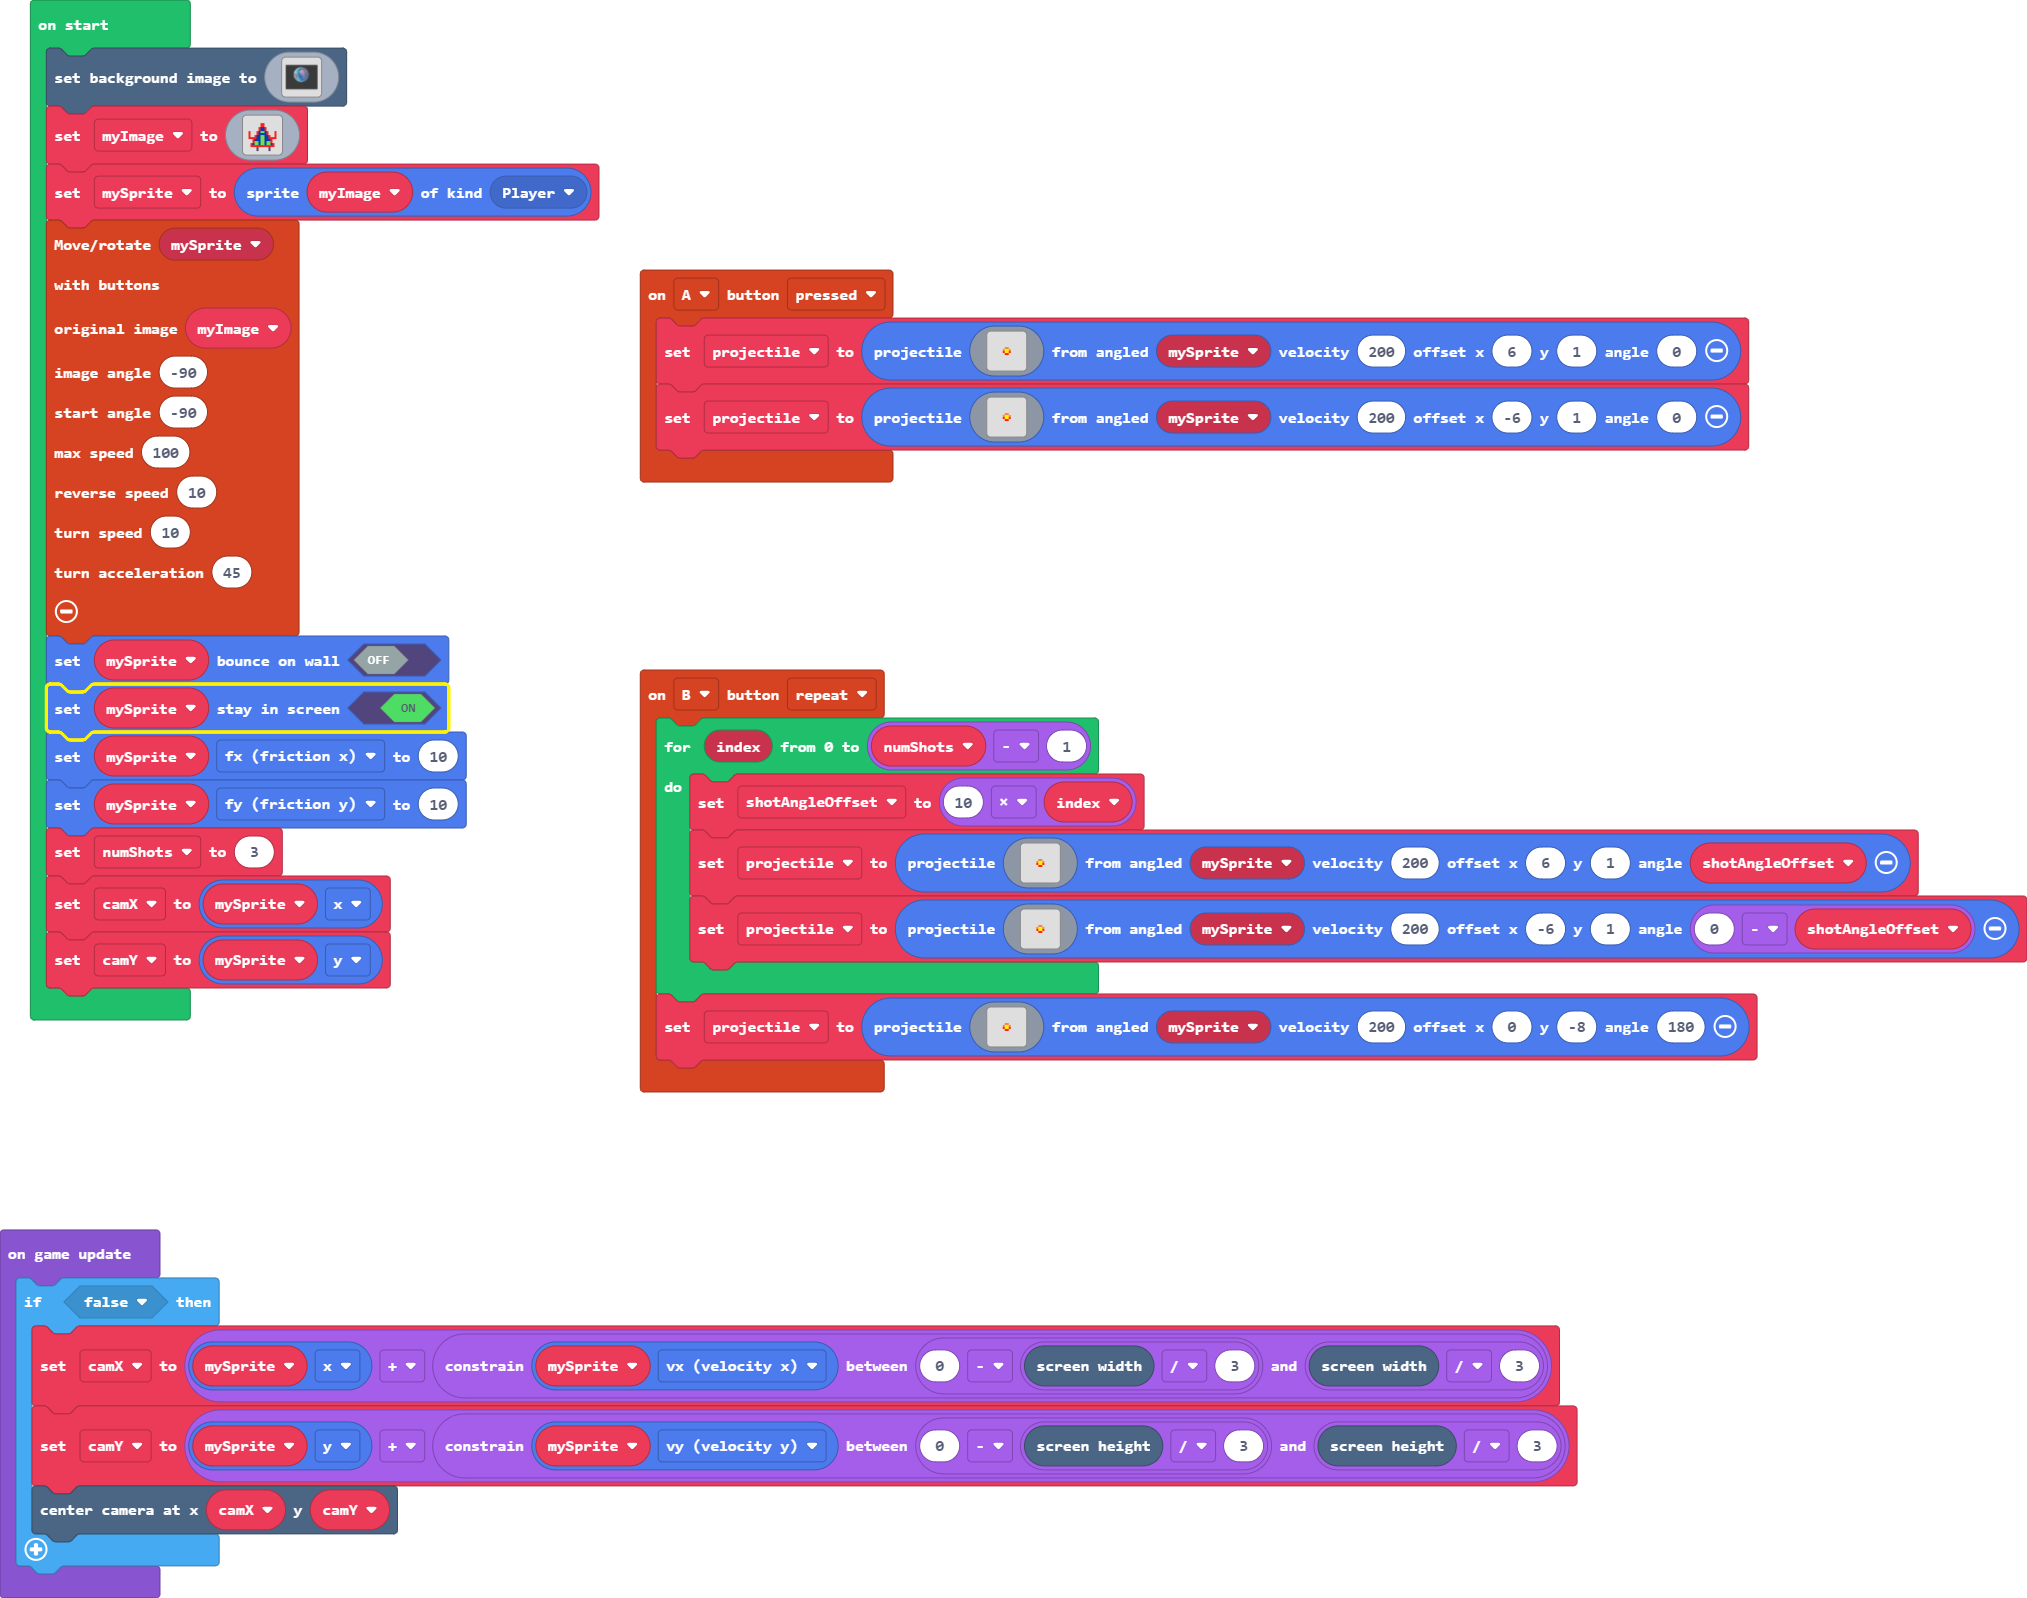 on start
set background image to
set myImage to
set mySprite to sprite myImage of kind Player
Move/rotate mySprite
with buttons
original image myImage
image angle -90
start angle -90
max speed 100
reverse speed 10
turn speed 10
turn acceleration 45
set mySprite bounce on wall OFF
set mySprite stay in screen ON
set mySprite fx (friction x) to 10
set mySprite fy (friction y) to 10
set numShots to 3
set camX to mySprite x
set camY to mySprite y
on A button pressed
set projectile to projectile from angled mySprite velocity 200 offset x 6 y 1 angle 0
set projectile to projectile from angled mySprite velocity 200 offset x -6 y 1 angle 0
on B button repeat
for index from 0 to numShots - 1
do
set shotAngleOffset to 10 × index
set projectile to projectile from angled mySprite velocity 200 offset x 6 y 1 angle shotAngleOffset
set projectile to projectile from angled mySprite velocity 200 offset x -6 y 1 angle 0 - shotAngleOffset
set projectile to projectile from angled mySprite velocity 200 offset x 0 y -8 angle 180
on game update
if false then
set camX to mySprite x + constrain mySprite vx (velocity x) between 0 - screen width / 3 and screen width / 3
set camY to mySprite y + constrain mySprite vy (velocity y) between 0 - screen height / 3 and screen height / 3
center camera at x camX y camY